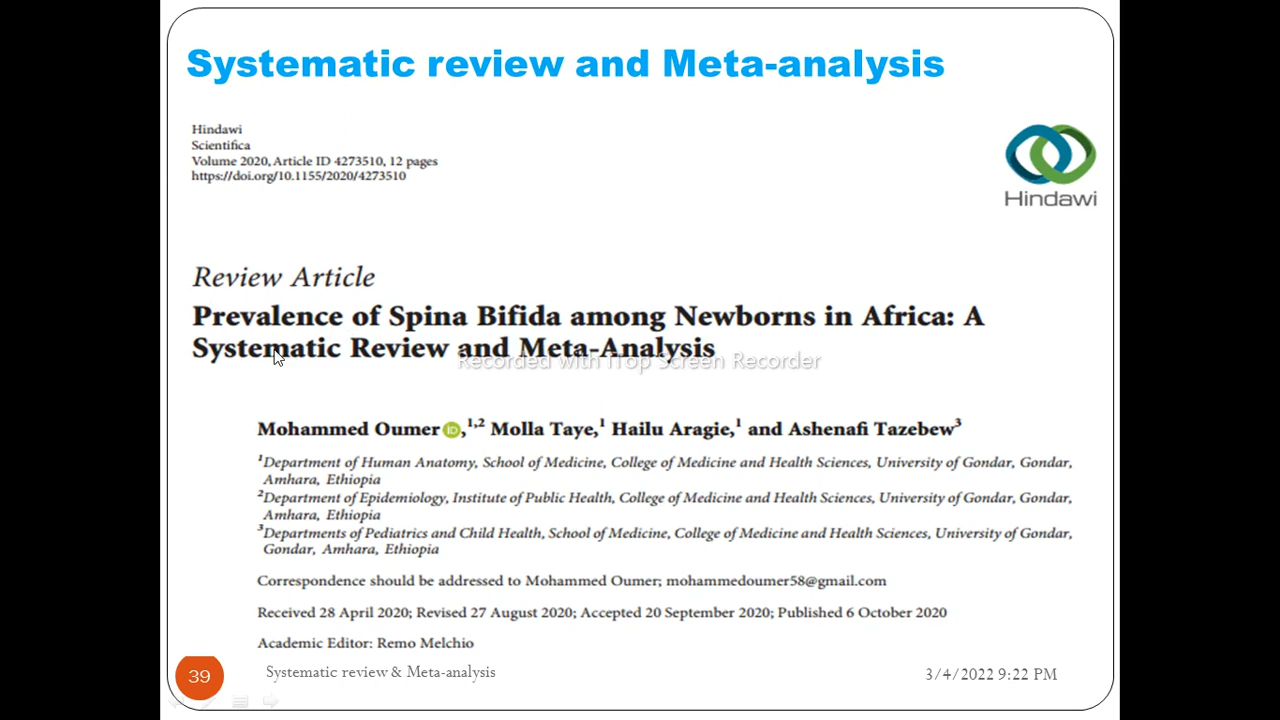 Systematic review and Meta-analysis
Hindawi
Scientifica
Volume 2020, Article ID 4273510, 12 pages
https://doi.org/10.1155/2020/4273510
Hindawi
Review Article
Prevalence of Spina Bifida among Newborns in Africa: A
Systematic Review and Meta-Analysis
Recorded with iTop Screen Recorder
Mohammed Oumer iD,1,2 Molla Taye,1 Hailu Aragie,1 and Ashenafi Tazebew3
1Department of Human Anatomy, School of Medicine, College of Medicine and Health Sciences, University of Gondar, Gondar,
Amhara, Ethiopia
2Department of Epidemiology, Institute of Public Health, College of Medicine and Health Sciences, University of Gondar, Gondar,
Amhara, Ethiopia
3Departments of Pediatrics and Child Health, School of Medicine, College of Medicine and Health Sciences, University of Gondar,
Gondar, Amhara, Ethiopia
Correspondence should be addressed to Mohammed Oumer; mohammedoumer58@gmail.com
Received 28 April 2020; Revised 27 August 2020; Accepted 20 September 2020; Published 6 October 2020
Academic Editor: Remo Melchio
39
Systematic review & Meta-analysis
3/4/2022 9:22 PM